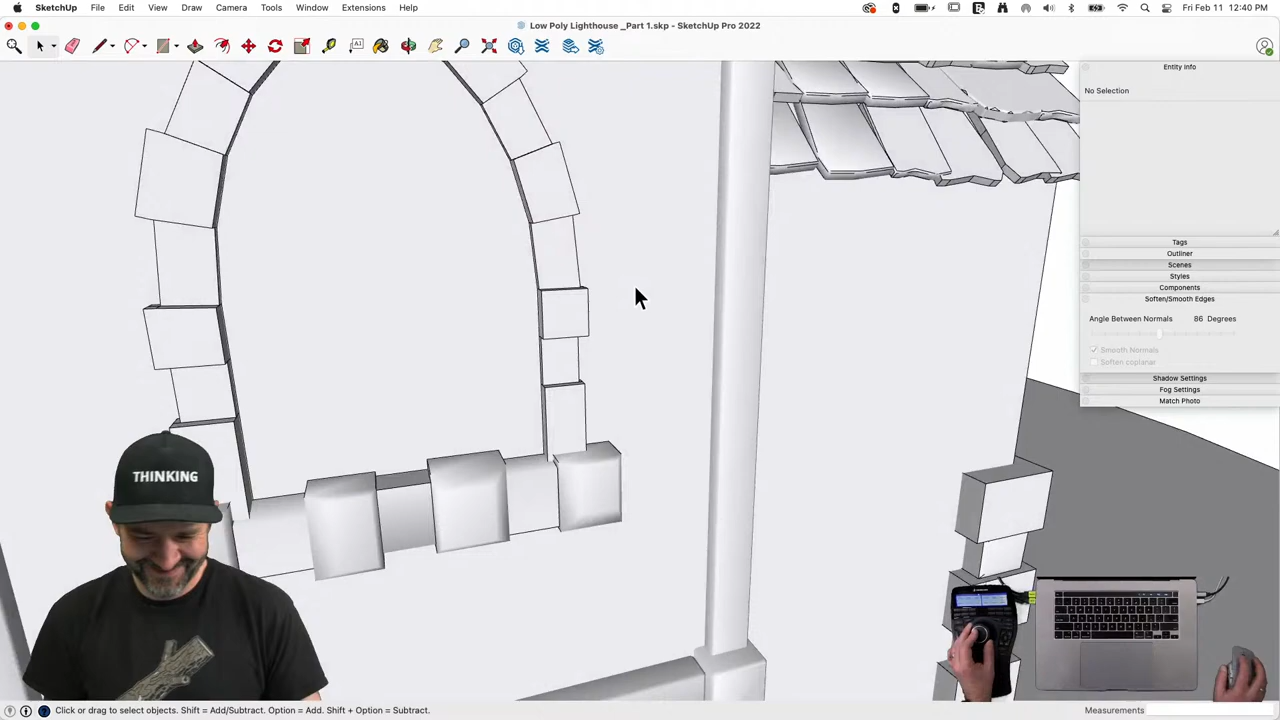 SketchUp File Edit View Draw Camera Tools Window Extensions Help Fri Feb 11 12:40 PM
Low Poly Lighthouse _Part 1.skp - SketchUp Pro 2022
Entity Info
No Selection
Tags
Outliner
Scenes
Styles
Components
Soften/Smooth Edges
Angle Between Normals 86 Degrees
Smooth Normals
Soften coplanar
Shadow Settings
Fog Settings
Match Photo
THINKING
Click or drag to select objects. Shift = Add/Subtract. Option = Add. Shift + Option = Subtract. Measurements